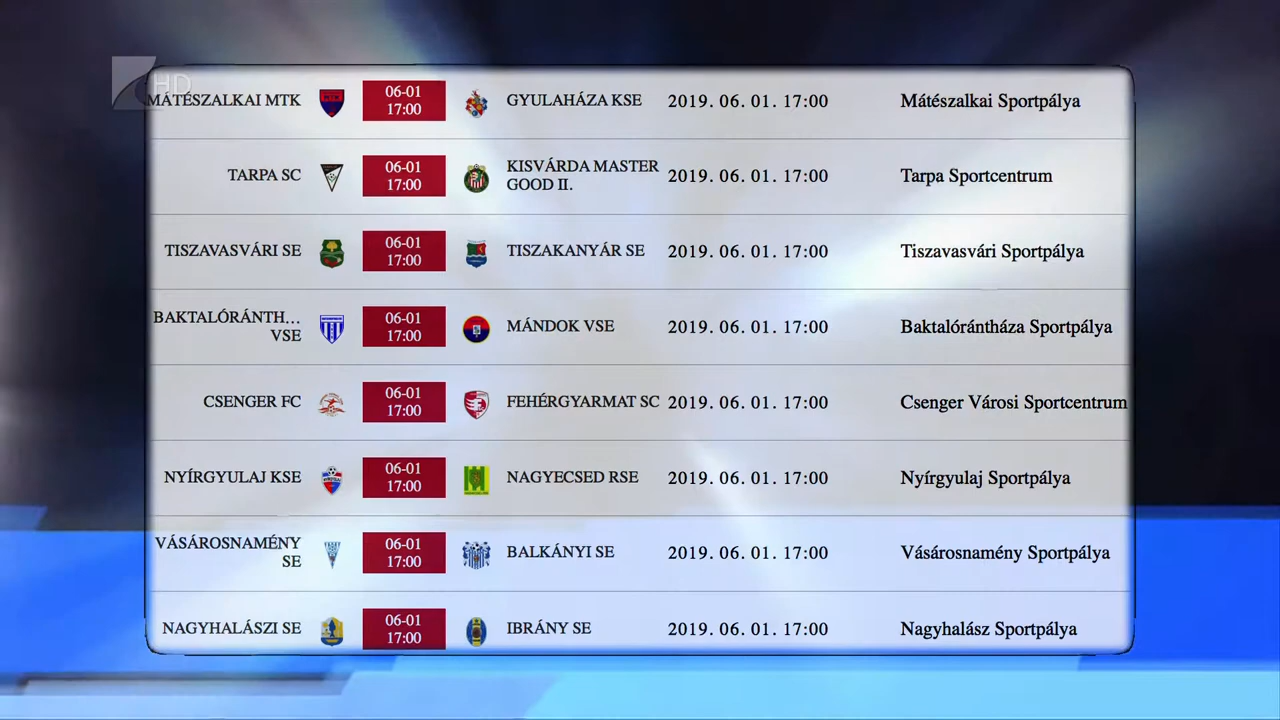 HD
MÁTÉSZALKAI MTK 06-01 17:00 GYULAHÁZA KSE 2019. 06. 01. 17:00 Mátészalkai Sportpálya
TARPA SC 06-01 17:00 KISVÁRDA MASTER GOOD II. 2019. 06. 01. 17:00 Tarpa Sportcentrum
TISZAVASVÁRI SE 06-01 17:00 TISZAKANYÁR SE 2019. 06. 01. 17:00 Tiszavasvári Sportpálya
BAKTALÓRÁNTH... VSE 06-01 17:00 MÁNDOK VSE 2019. 06. 01. 17:00 Baktalórántháza Sportpálya
CSENGER FC 06-01 17:00 FEHÉRGYARMAT SC 2019. 06. 01. 17:00 Csenger Városi Sportcentrum
NYÍRGYULAJ KSE 06-01 17:00 NAGYECSED RSE 2019. 06. 01. 17:00 Nyírgyulaj Sportpálya
VÁSÁROSNAMÉNY SE 06-01 17:00 BALKÁNYI SE 2019. 06. 01. 17:00 Vásárosnamény Sportpálya
NAGYHALÁSZI SE 06-01 17:00 IBRÁNY SE 2019. 06. 01. 17:00 Nagyhalász Sportpálya